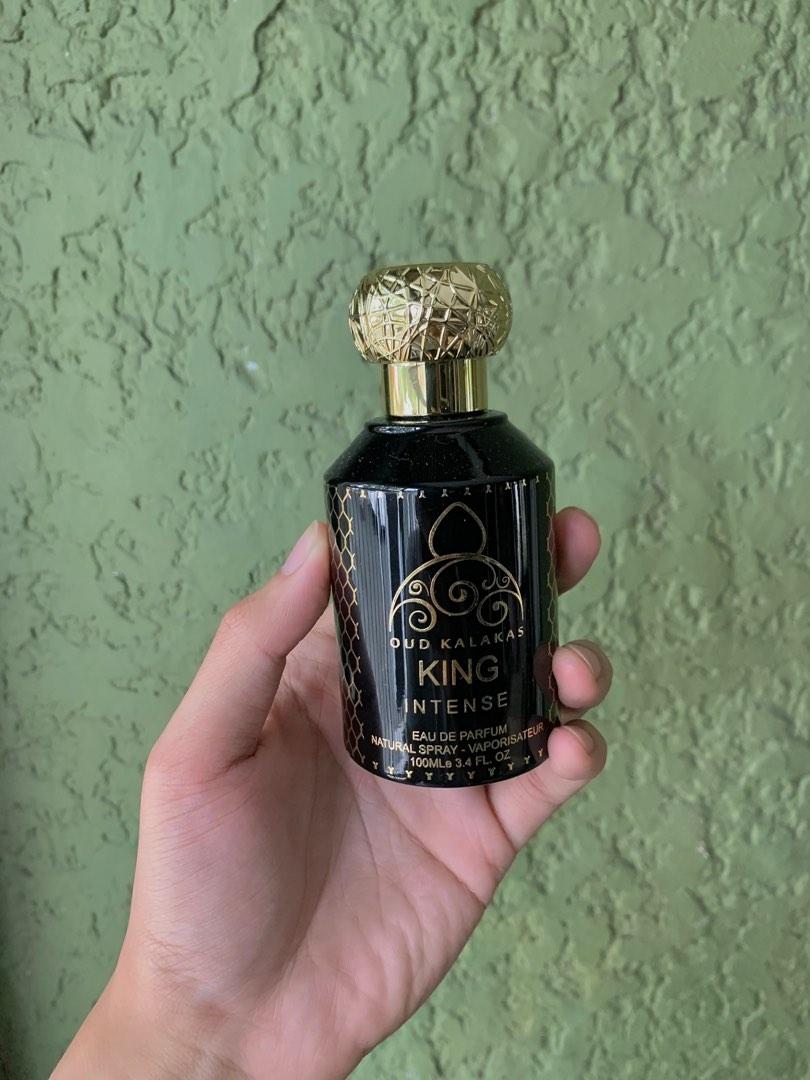 OUD KALAKAS
KING
INTENSE
EAU DE PARFUM
NATURAL SPRAY - VAPORISATEUR
100MLe 3.4 FL. OZ